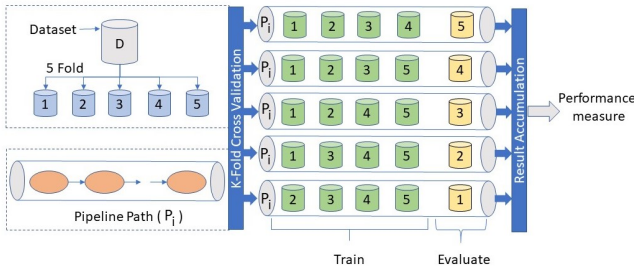 Dataset
D
5 Fold
1 2 3 4 5
Pipeline Path ( Pi )
K-Fold Cross Validation
Pi 1 2 3 4 5
Pi 1 2 3 5 4
Pi 1 2 4 5 3
Pi 1 3 4 5 2
Pi 2 3 4 5 1
Train
Evaluate
Result Accumulation
Performance
measure